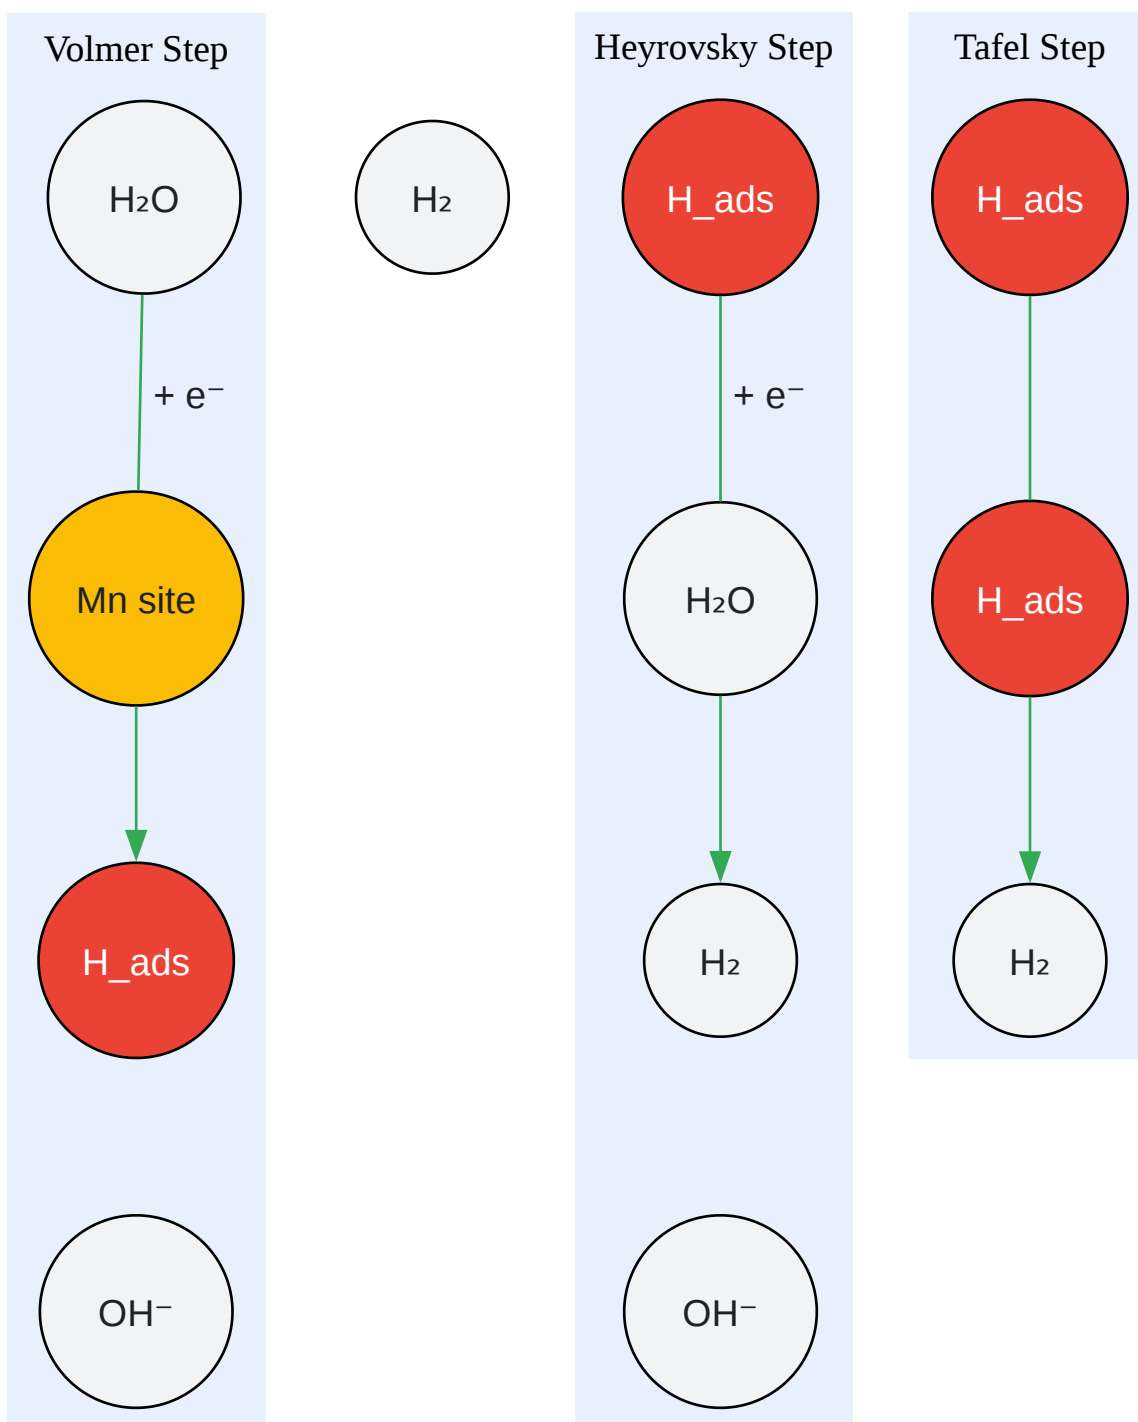 Volmer Step
H₂O
+ e⁻
Mn site
H_ads
OH⁻
H₂
Heyrovsky Step
H_ads
+ e⁻
H₂O
H₂
OH⁻
Tafel Step
H_ads
H_ads
H₂